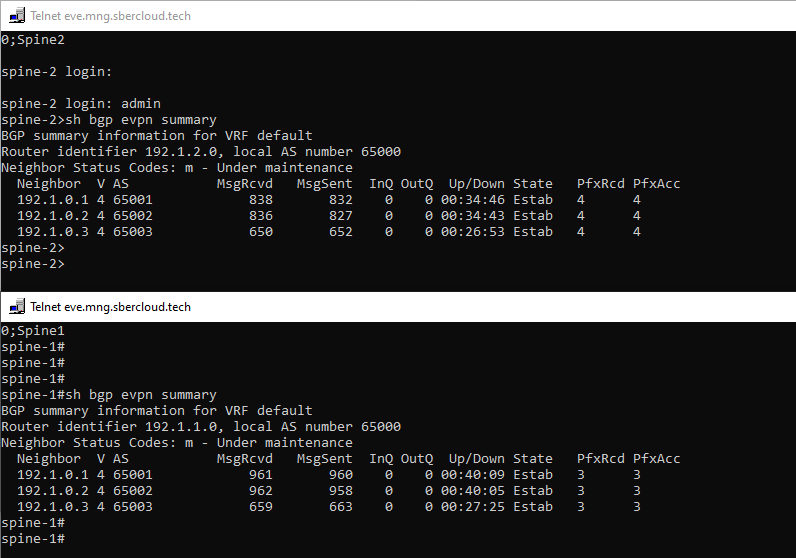 Telnet eve.mng.sbercloud.tech
0;Spine2
spine-2 login:
spine-2 login: admin
spine-2>sh bgp evpn summary
BGP summary information for VRF default
Router identifier 192.1.2.0, local AS number 65000
Neighbor Status Codes: m - Under maintenance
  Neighbor  V AS           MsgRcvd   MsgSent  InQ OutQ  Up/Down State   PfxRcd PfxAcc
  192.1.0.1 4 65001            838       832    0    0 00:34:46 Estab   4      4
  192.1.0.2 4 65002            836       827    0    0 00:34:43 Estab   4      4
  192.1.0.3 4 65003            650       652    0    0 00:26:53 Estab   4      4
spine-2>
spine-2>
Telnet eve.mng.sbercloud.tech
0;Spine1
spine-1#
spine-1#
spine-1#
spine-1#sh bgp evpn summary
BGP summary information for VRF default
Router identifier 192.1.1.0, local AS number 65000
Neighbor Status Codes: m - Under maintenance
  Neighbor  V AS           MsgRcvd   MsgSent  InQ OutQ  Up/Down State   PfxRcd PfxAcc
  192.1.0.1 4 65001            961       960    0    0 00:40:09 Estab   3      3
  192.1.0.2 4 65002            962       958    0    0 00:40:05 Estab   3      3
  192.1.0.3 4 65003            659       663    0    0 00:27:25 Estab   3      3
spine-1#
spine-1#